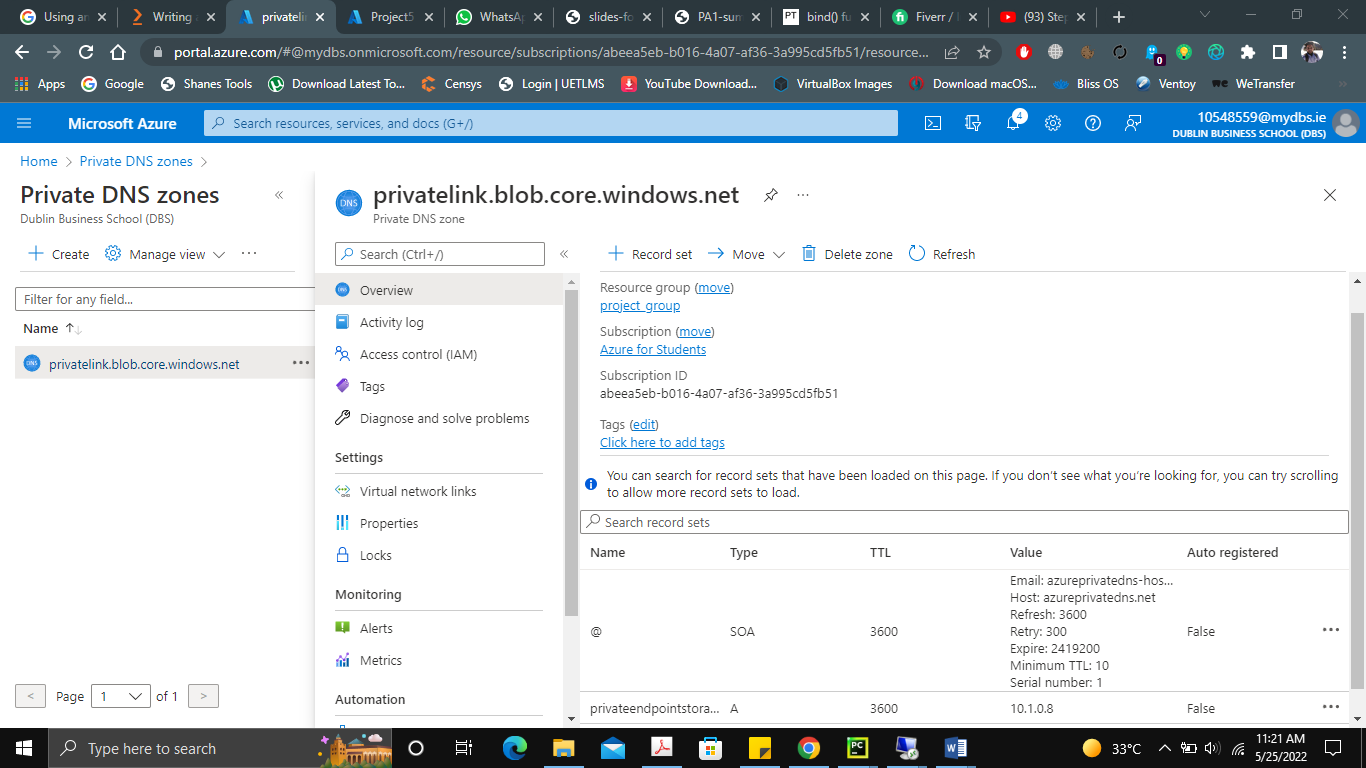 Using an
Writing a
privatelin
Project5
WhatsAp
slides-fo
PA1-sum
PT bind() fu
Fiverr /
(93) Step
portal.azure.com/#@mydbs.onmicrosoft.com/resource/subscriptions/abeea5eb-b016-4a07-af36-3a995cd5fb51/resource...
0
Apps
Google
Shanes Tools
Download Latest To...
Censys
Login | UETLMS
YouTube Download...
VirtualBox Images
Download macOS...
Bliss OS
Ventoy
WeTransfer
Microsoft Azure
Search resources, services, and docs (G+/)
4
10548559@mydbs.ie
DUBLIN BUSINESS SCHOOL (DBS)
Home > Private DNS zones >
Private DNS zones
Dublin Business School (DBS)
Create
Manage view
Filter for any field...
Name
DNS privatelink.blob.core.windows.net
< Page 1 of 1 >
DNS privatelink.blob.core.windows.net
Private DNS zone
Search (Ctrl+/)
Overview
Activity log
Access control (IAM)
Tags
Diagnose and solve problems
Settings
Virtual network links
Properties
Locks
Monitoring
Alerts
Metrics
Automation
Record set
Move
Delete zone
Refresh
Resource group (move)
project_group
Subscription (move)
Azure for Students
Subscription ID
abeea5eb-b016-4a07-af36-3a995cd5fb51
Tags (edit)
Click here to add tags
You can search for record sets that have been loaded on this page. If you don't see what you're looking for, you can try scrolling
to allow more record sets to load.
Search record sets
Name Type TTL Value Auto registered
Email: azureprivatedns-hos...
Host: azureprivatedns.net
Refresh: 3600
Retry: 300
@ SOA 3600 False
Expire: 2419200
Minimum TTL: 10
Serial number: 1
privateendpointstora... A 3600 10.1.0.8 False
Type here to search
33°C
11:21 AM
5/25/2022